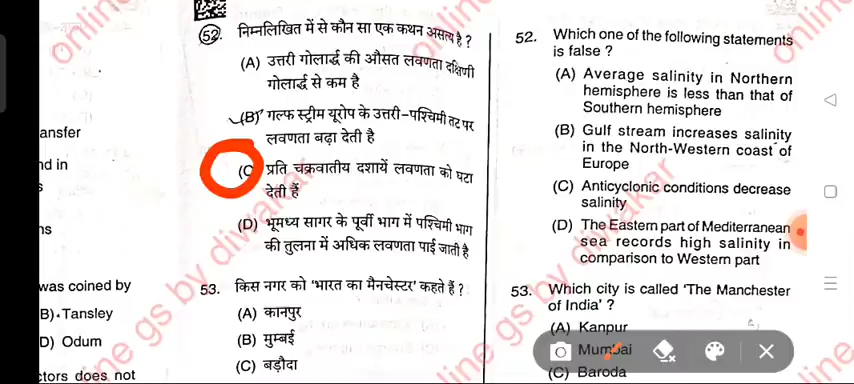 ansfer
nd in
s
ns
was coined by
B) Tansley
D) Odum
ctors does not
52. निम्नलिखित में से कौन सा एक कथन असत्य है ?
(A) उत्तरी गोलार्द्ध की औसत लवणता दक्षिणी
गोलार्द्ध से कम है
(B) गल्फ स्ट्रीम यूरोप के उत्तरी-पश्चिमी तट पर
लवणता बढ़ा देती है
(C) प्रति चक्रवातीय दशायें लवणता को घटा
देती हैं
(D) भूमध्य सागर के पूर्वी भाग में पश्चिमी भाग
की तुलना में अधिक लवणता पाई जाती है
53. किस नगर को 'भारत का मैनचेस्टर' कहते हैं ?
(A) कानपुर
(B) मुम्बई
(C) बड़ौदा
52. Which one of the following statements
is false ?
(A) Average salinity in Northern
hemisphere is less than that of
Southern hemisphere
(B) Gulf stream increases salinity
in the North-Western coast of
Europe
(C) Anticyclonic conditions decrease
salinity
(D) The Eastern part of Mediterranean
sea records high salinity in
comparison to Western part
53. Which city is called 'The Manchester
of India' ?
(A) Kanpur
Mumbai
(C) Baroda
online gs by diwakar
online gs by diwakar
online